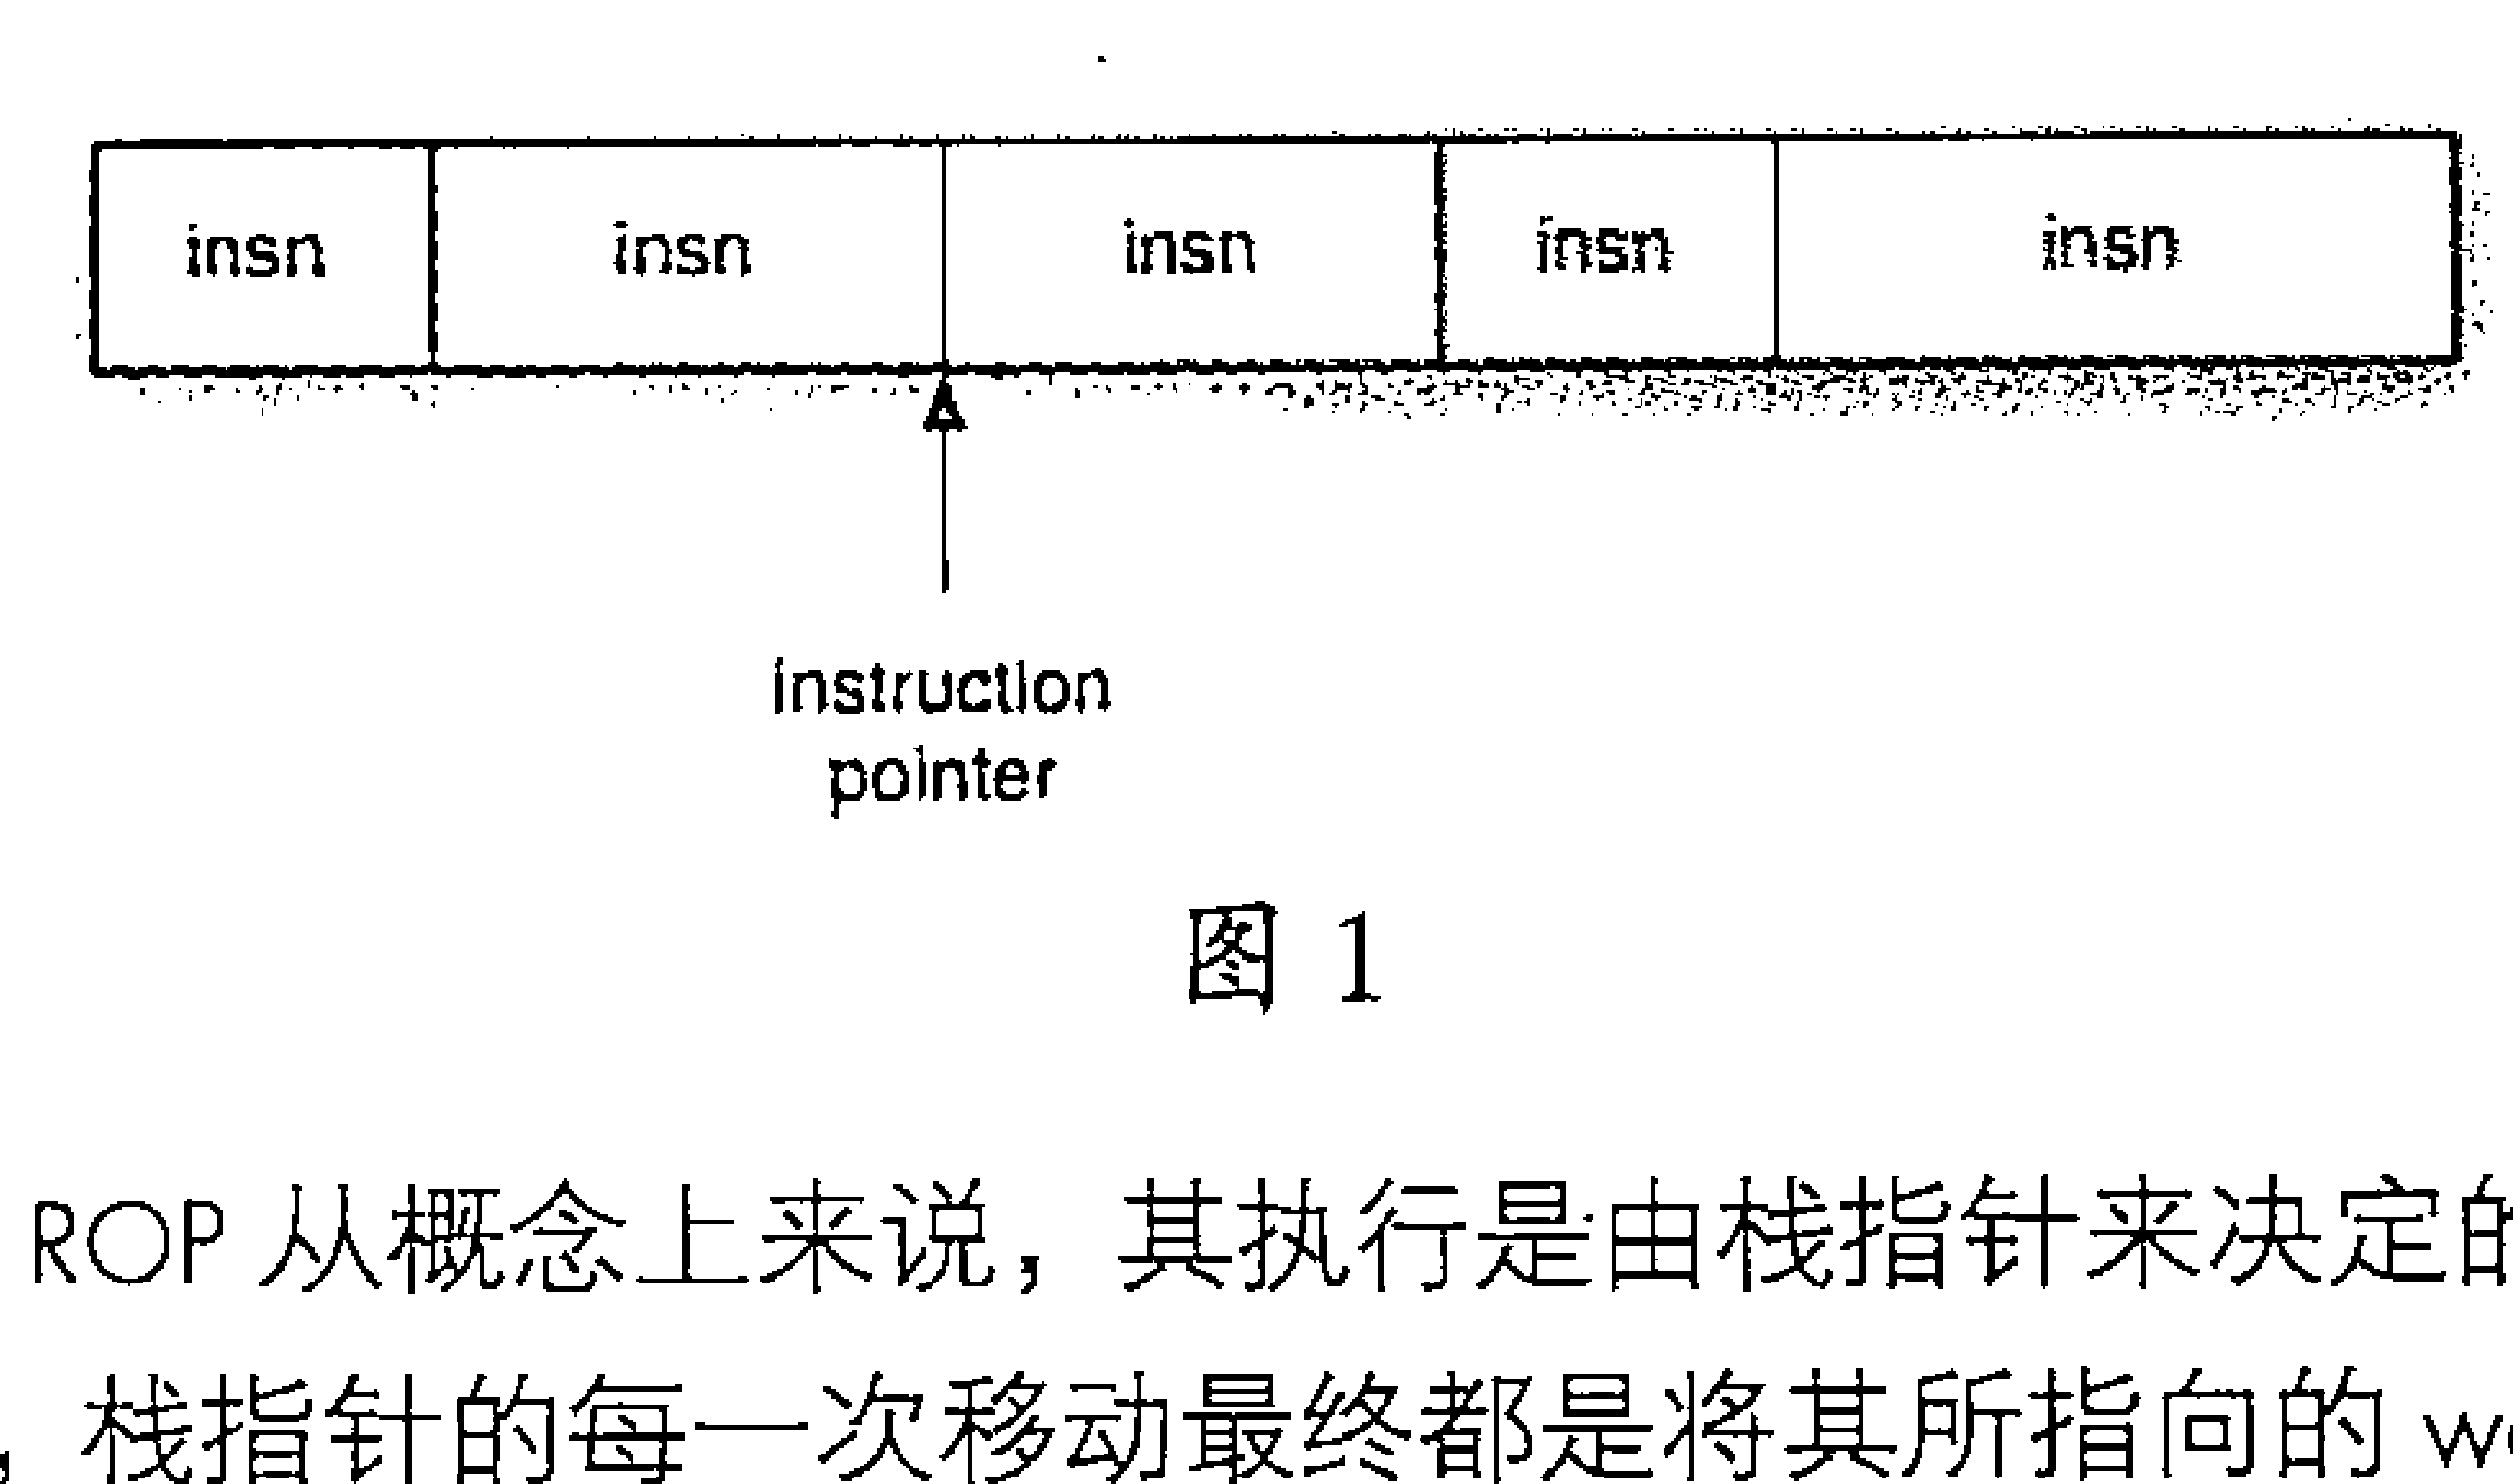 insn insn insn insn insn
instruction
pointer
图 1
ROP 从概念上来说，其执行是由栈指针来决定的
，栈指针的每一次移动最终都是将其所指向的